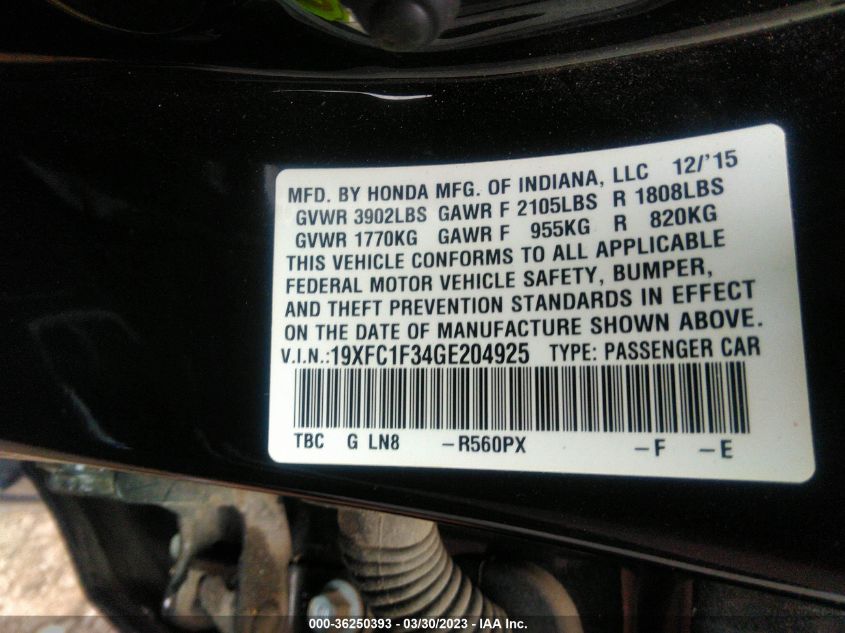 MFD. BY HONDA MFG. OF INDIANA, LLC 12/'15
GVWR 3902LBS GAWR F 2105LBS R 1808LBS
GVWR 1770KG GAWR F 955KG R 820KG
THIS VEHICLE CONFORMS TO ALL APPLICABLE
FEDERAL MOTOR VEHICLE SAFETY, BUMPER,
AND THEFT PREVENTION STANDARDS IN EFFECT
ON THE DATE OF MANUFACTURE SHOWN ABOVE.
V.I.N.:19XFC1F34GE204925 TYPE: PASSENGER CAR
TBC G LN8 -R560PX -F -E
000-36250393 - 03/30/2023 - IAA Inc.